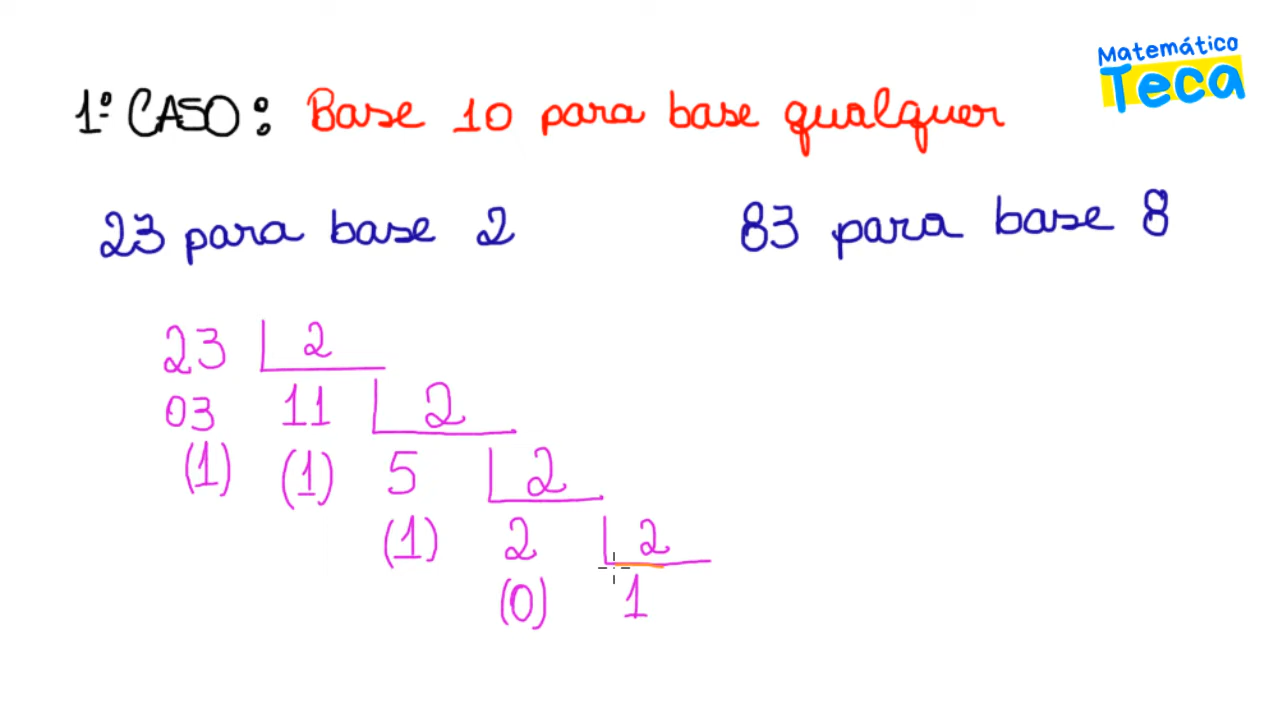 Matemático
Teca
1º CASO: Base 10 para base qualquer
23 para base 2
83 para base 8
23 2
03 11 2
(1) (1) 5 2
(1) 2 2
(0) 1